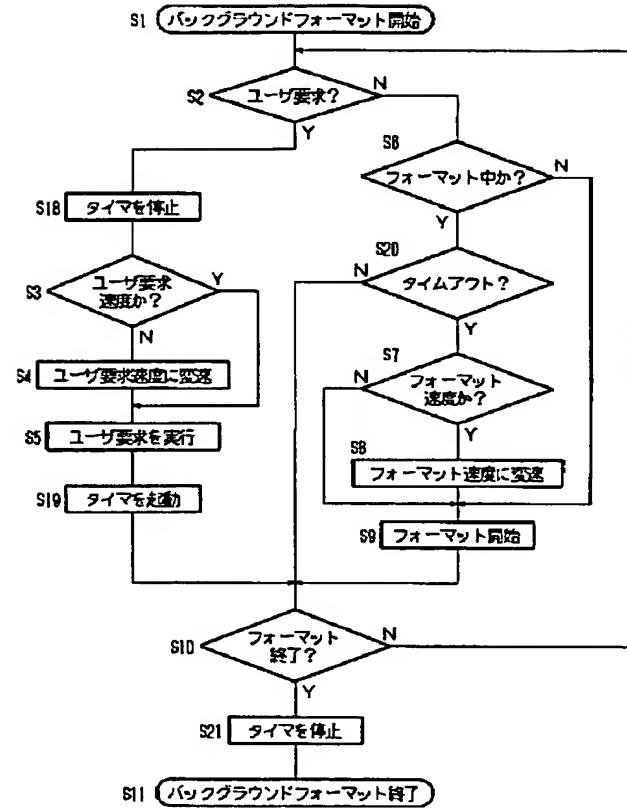 S1 バックグラウンドフォーマット開始
S2 ユーザ要求?
N
Y
S6 フォーマット中か?
N
Y
S18 タイマを停止
S20 タイムアウト?
N
Y
S3 ユーザ要求
速度か?
Y
N
S7 フォーマット
速度か?
N
Y
S4 ユーザ要求速度に変速
S5 ユーザ要求を実行
S8 フォーマット速度に変速
S19 タイマを起動
S9 フォーマット開始
S10 フォーマット
終了?
N
Y
S21 タイマを停止
S11 バックグラウンドフォーマット終了